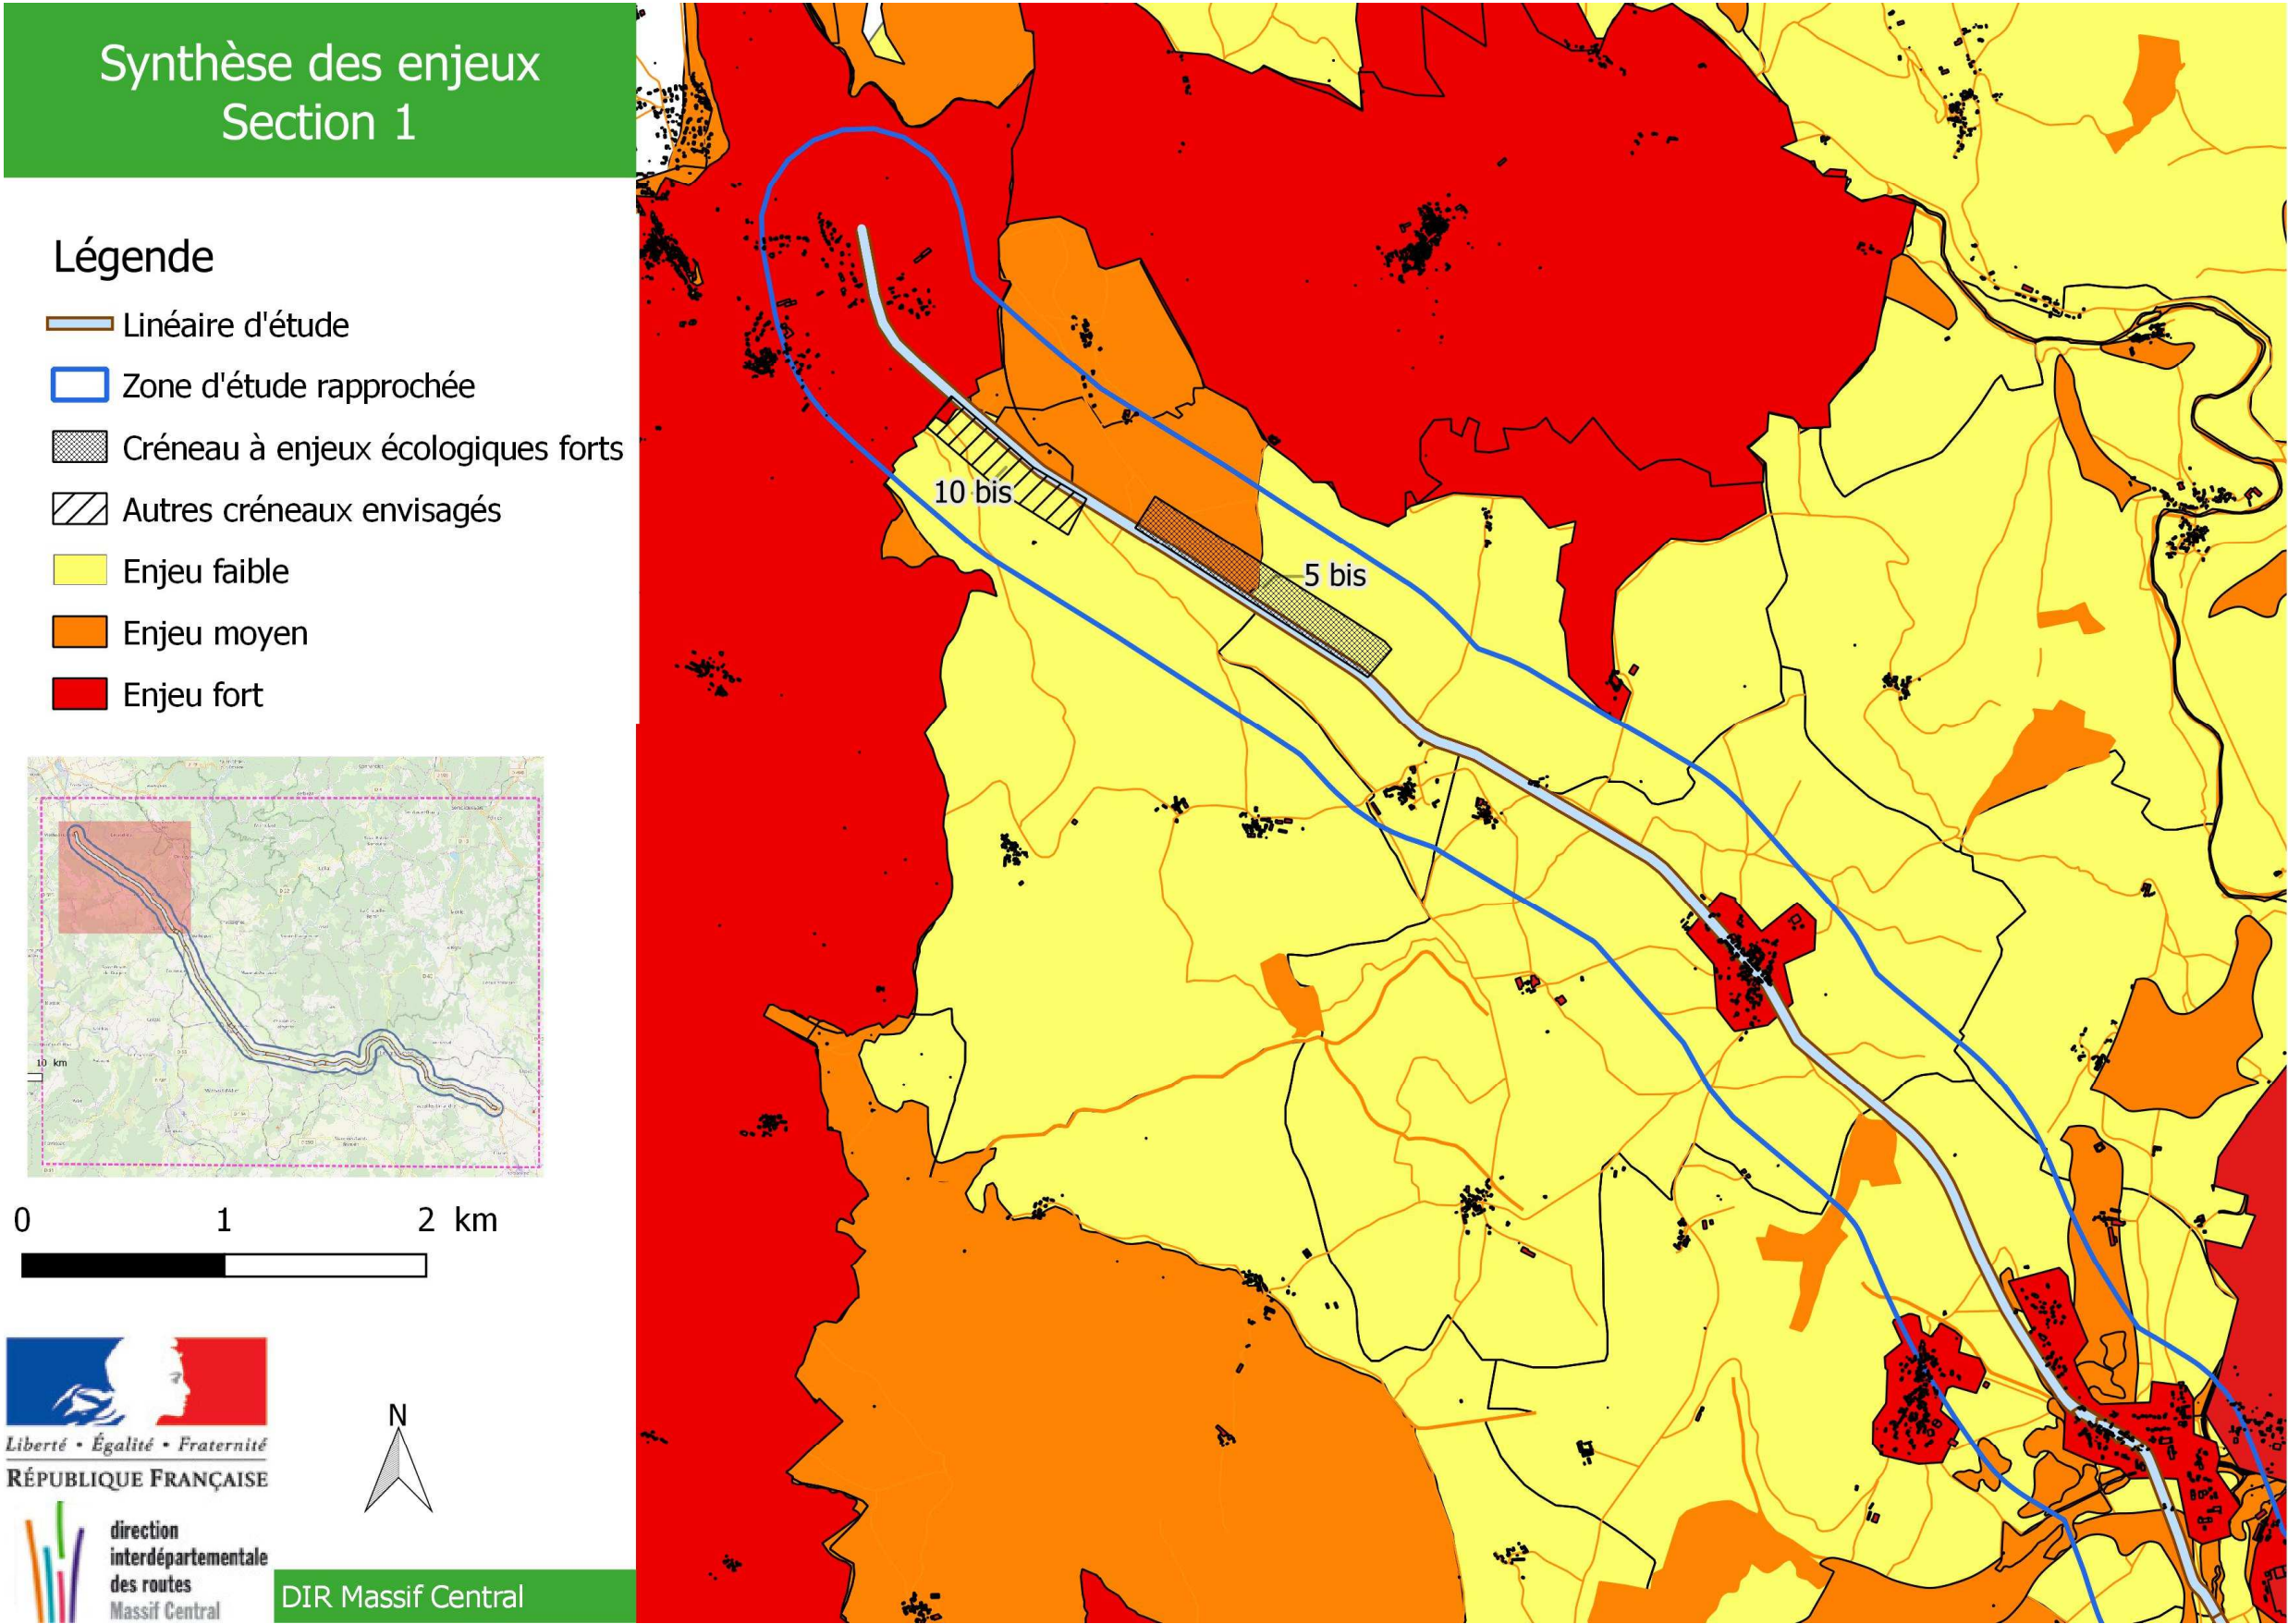 Synthèse des enjeux
Section 1
Légende
Linéaire d'étude
Zone d'étude rapprochée
Créneau à enjeux écologiques forts
Autres créneaux envisagés
Enjeu faible
Enjeu moyen
Enjeu fort
10 bis
5 bis
10 km
0 1 2 km
N
Liberté • Égalité • Fraternité
RÉPUBLIQUE FRANÇAISE
direction
interdépartementale
des routes
Massif Central
DIR Massif Central